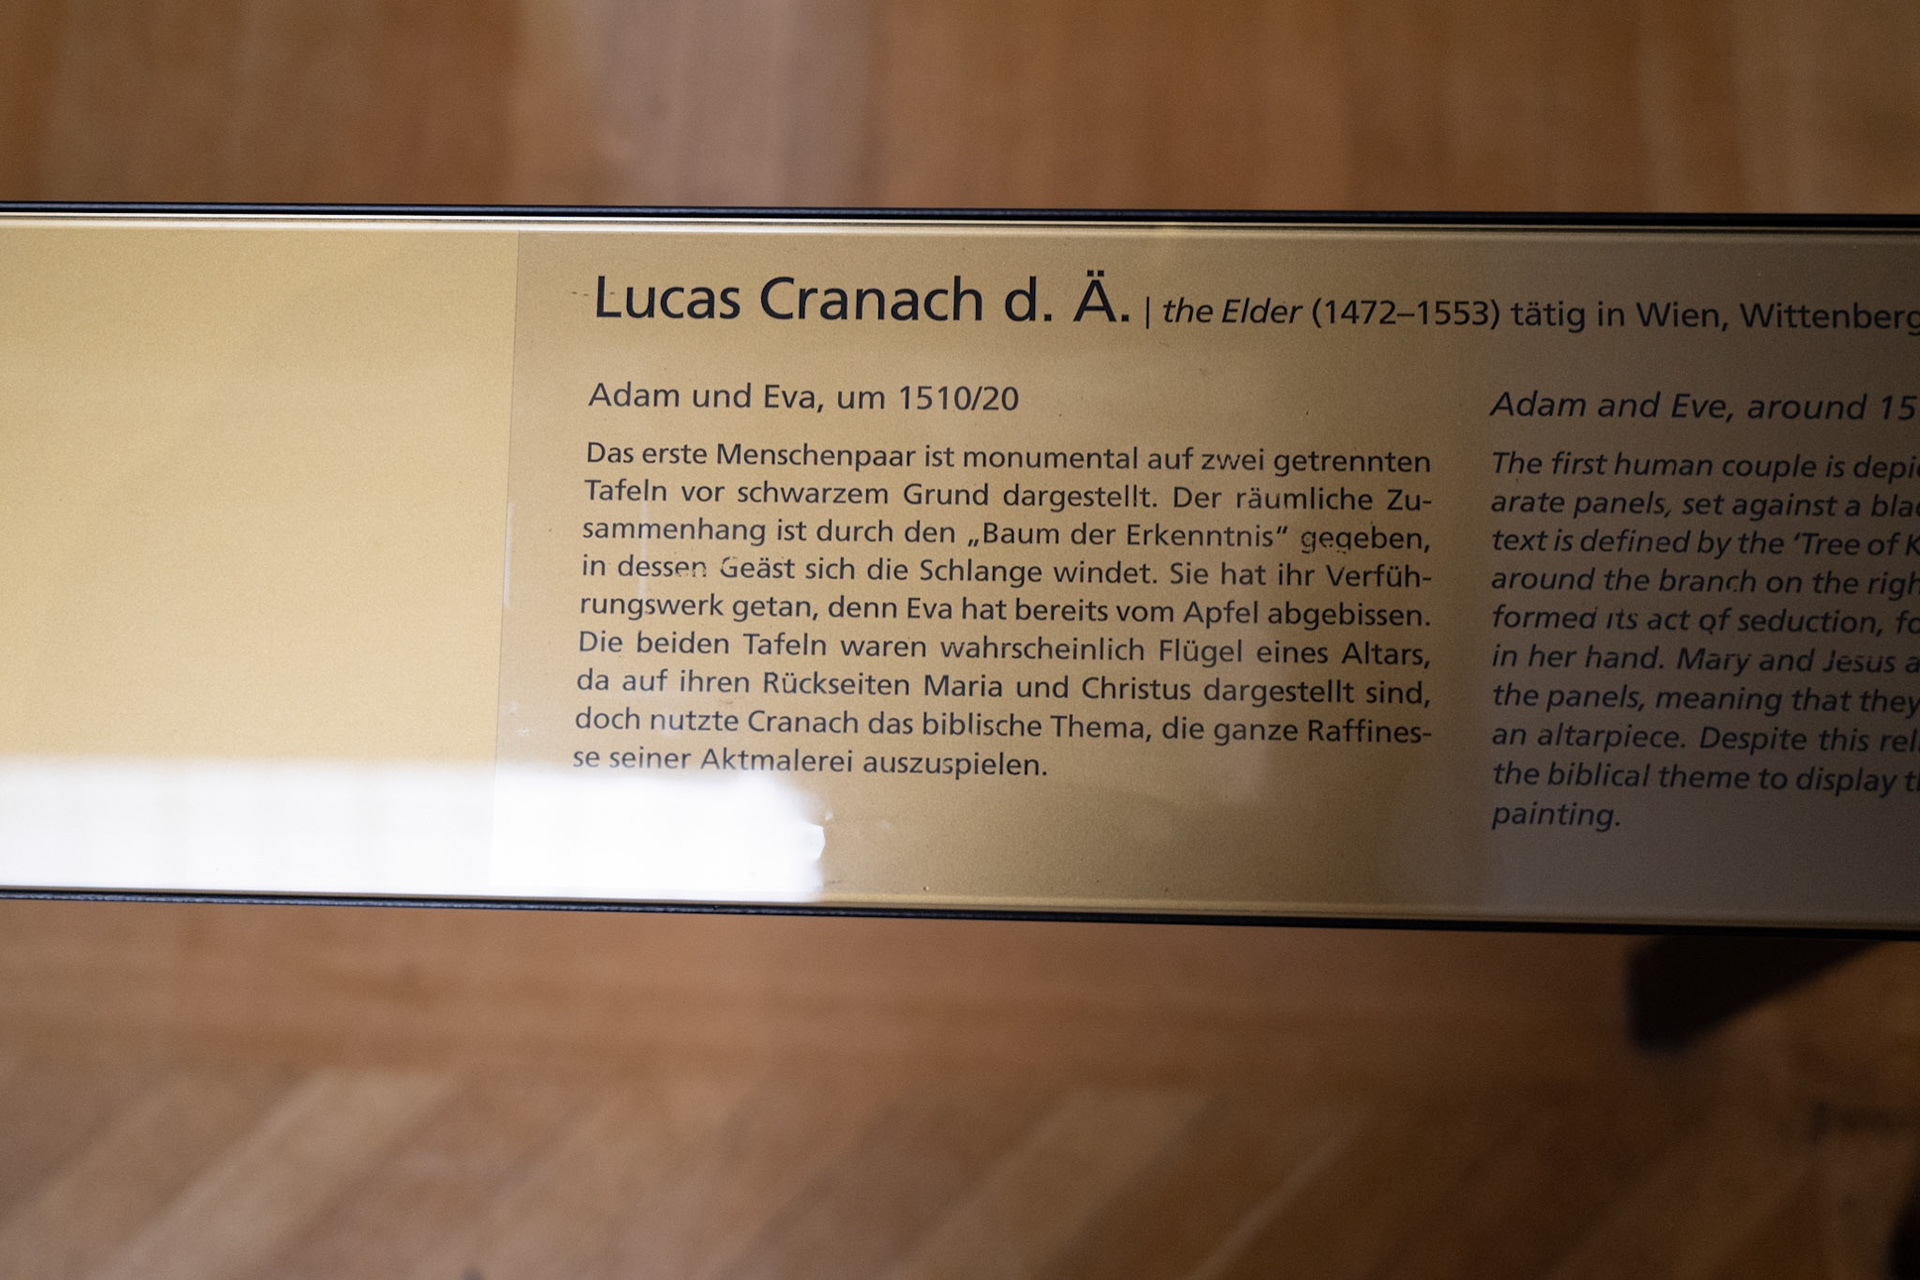 Lucas Cranach d. Ä. | the Elder (1472–1553) tätig in Wien, Wittenberg
Adam und Eva, um 1510/20
Das erste Menschenpaar ist monumental auf zwei getrennten
Tafeln vor schwarzem Grund dargestellt. Der räumliche Zu-
sammenhang ist durch den „Baum der Erkenntnis“ gegeben,
in dessen Geäst sich die Schlange windet. Sie hat ihr Verfüh-
rungswerk getan, denn Eva hat bereits vom Apfel abgebissen.
Die beiden Tafeln waren wahrscheinlich Flügel eines Altars,
da auf ihren Rückseiten Maria und Christus dargestellt sind,
doch nutzte Cranach das biblische Thema, die ganze Raffines-
se seiner Aktmalerei auszuspielen.
Adam and Eve, around 15
The first human couple is depi
arate panels, set against a bla
text is defined by the ‘Tree of K
around the branch on the righ
formed its act of seduction, fo
in her hand. Mary and Jesus a
the panels, meaning that they
an altarpiece. Despite this rel
the biblical theme to display t
painting.